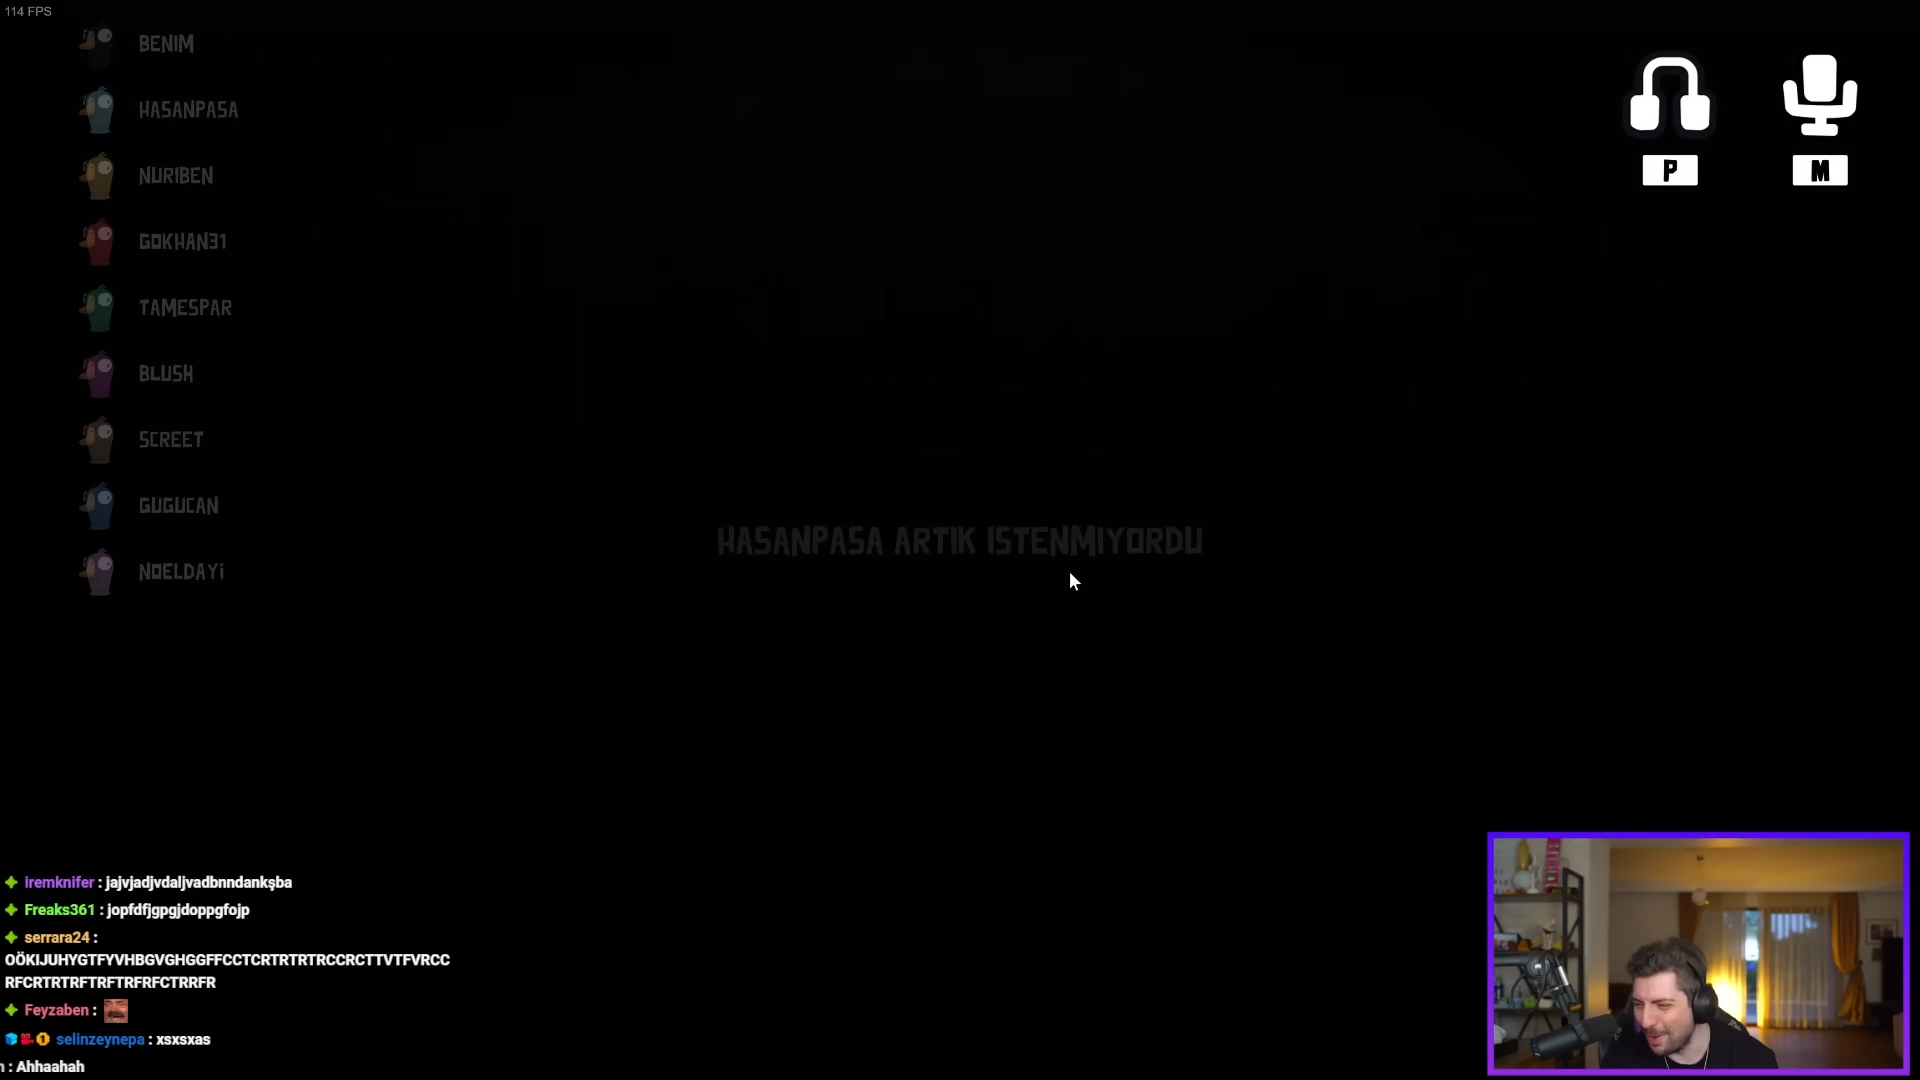 114 FPS
BENIM
HASANPASA
NURIBEN
GOKHAN31
TAMESPAR
BLUSH
SCREET
GUGUCAN
NOELDAYi
P
M
HASANPASA ARTIK ISTENMIYORDU
iremknifer : jajvjadjvdaljvadbnndankşba
Freaks361 : jopfdfjgpgjdoppgfojp
serrara24 :
OÖKIJUHYGTFYVHBGVGHGGFFCCTCRTRTRTRCCRCTTVTFVRCC
RFCRTRTRFTRFTRFRFCTRRFR
Feyzaben :
selinzeynepa : xsxsxas
: Ahhaahah